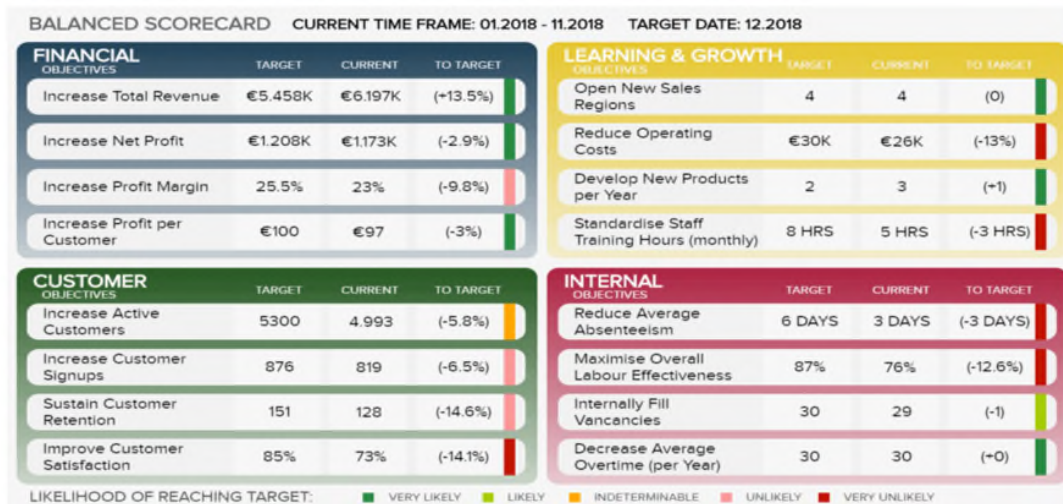 BALANCED SCORECARD CURRENT TIME FRAME: 01.2018 - 11.2018 TARGET DATE: 12.2018
FINANCIAL
OBJECTIVES TARGET CURRENT TO TARGET
Increase Total Revenue €5.458K €6.197K (+13.5%)
Increase Net Profit €1.208K €1.173K (-2.9%)
Increase Profit Margin 25.5% 23% (-9.8%)
Increase Profit per
Customer €100 €97 (-3%)
LEARNING & GROWTH
OBJECTIVES TARGET CURRENT TO TARGET
Open New Sales
Regions 4 4 (0)
Reduce Operating
Costs €30K €26K (-13%)
Develop New Products
per Year 2 3 (+1)
Standardise Staff
Training Hours (monthly) 8 HRS 5 HRS (-3 HRS)
CUSTOMER
OBJECTIVES TARGET CURRENT TO TARGET
Increase Active
Customers 5300 4.993 (-5.8%)
Increase Customer
Signups 876 819 (-6.5%)
Sustain Customer
Retention 151 128 (-14.6%)
Improve Customer
Satisfaction 85% 73% (-14.1%)
INTERNAL
OBJECTIVES TARGET CURRENT TO TARGET
Reduce Average
Absenteeism 6 DAYS 3 DAYS (-3 DAYS)
Maximise Overall
Labour Effectiveness 87% 76% (-12.6%)
Internally Fill
Vancancies 30 29 (-1)
Decrease Average
Overtime (per Year) 30 30 (+0)
LIKELIHOOD OF REACHING TARGET: VERY LIKELY LIKELY INDETERMINABLE UNLIKELY VERY UNLIKELY